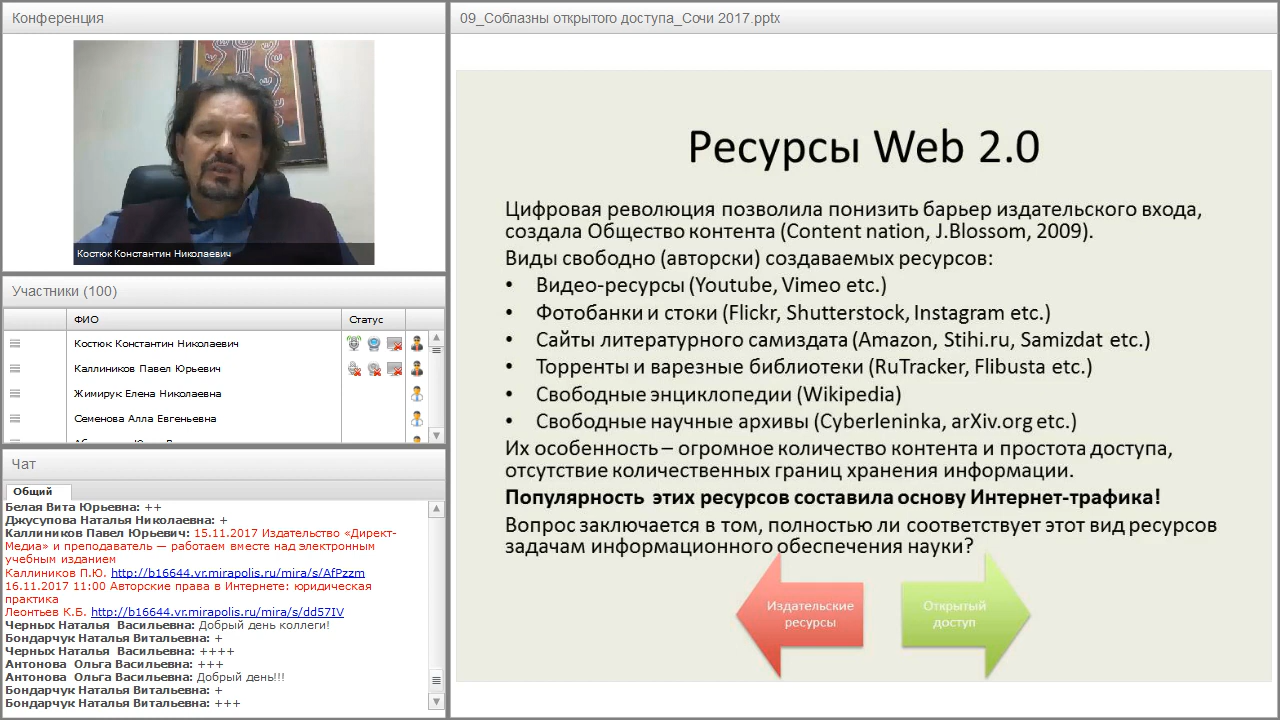 Конференция
Костюк Константин Николаевич
Участники (100)
ФИО
Статус
Костюк Константин Николаевич
Каллиников Павел Юрьевич
Жимирук Елена Николаевна
Семенова Алла Евгеньевна
Чат
Общий
Белая Вита Юрьевна: ++
Джусупова Наталья Николаевна: +
Каллиников Павел Юрьевич: 15.11.2017 Издательство «Директ-
Медиа» и преподаватель — работаем вместе над электронным
учебным изданием
Каллиников П.Ю. http://b16644.vr.mirapolis.ru/mira/s/AfPzzm
16.11.2017 11:00 Авторские права в Интернете: юридическая
практика
Леонтьев К.Б. http://b16644.vr.mirapolis.ru/mira/s/dd57IV
Черных Наталья Васильевна: Добрый день коллеги!
Бондарчук Наталья Витальевна: +
Черных Наталья Васильевна: ++++
Антонова Ольга Васильевна: +++
Антонова Ольга Васильевна: Добрый день!!!
Бондарчук Наталья Витальевна: +
Бондарчук Наталья Витальевна: +++
09_Соблазны открытого доступа_Сочи 2017.pptx
Ресурсы Web 2.0
Цифровая революция позволила понизить барьер издательского входа,
создала Общество контента (Content nation, J.Blossom, 2009).
Виды свободно (авторски) создаваемых ресурсов:
• Видео-ресурсы (Youtube, Vimeo etc.)
• Фотобанки и стоки (Flickr, Shutterstock, Instagram etc.)
• Сайты литературного самиздата (Amazon, Stihi.ru, Samizdat etc.)
• Торренты и варезные библиотеки (RuTracker, Flibusta etc.)
• Свободные энциклопедии (Wikipedia)
• Свободные научные архивы (Cyberleninka, arXiv.org etc.)
Их особенность – огромное количество контента и простота доступа,
отсутствие количественных границ хранения информации.
Популярность этих ресурсов составила основу Интернет-трафика!
Вопрос заключается в том, полностью ли соответствует этот вид ресурсов
задачам информационного обеспечения науки?
Издательские
ресурсы
Открытый
доступ